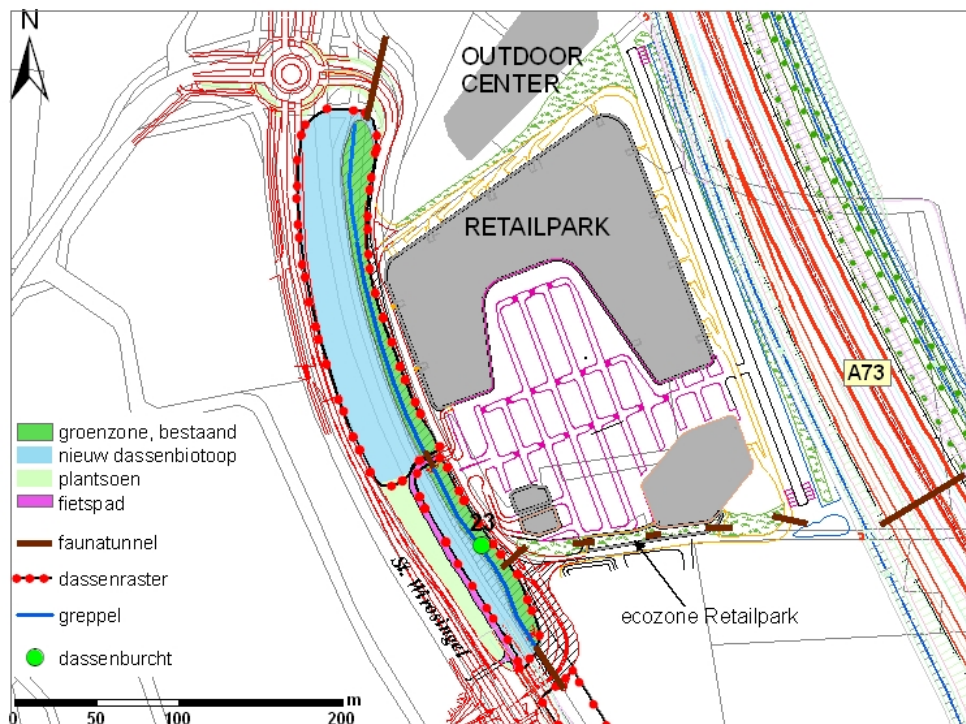 N
OUTDOOR
CENTER
RETAILPARK
A73
groenzone, bestaand
nieuw dassenbiotoop
plantsoen
fietspad
faunatunnel
dassenraster
greppel
dassenburcht
23
St. Wirosingel
ecozone Retailpark
m
0 50 100 200